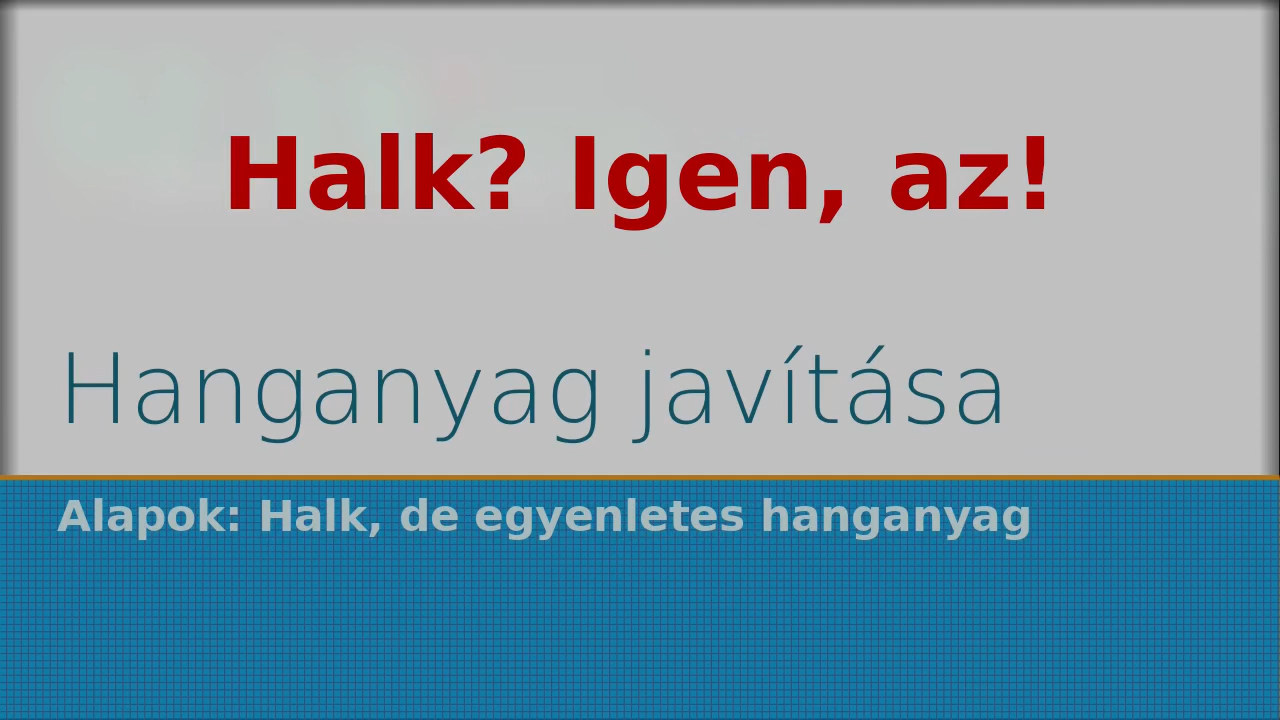 Halk? Igen, az!
Hanganyag javítása
Alapok: Halk, de egyenletes hanganyag